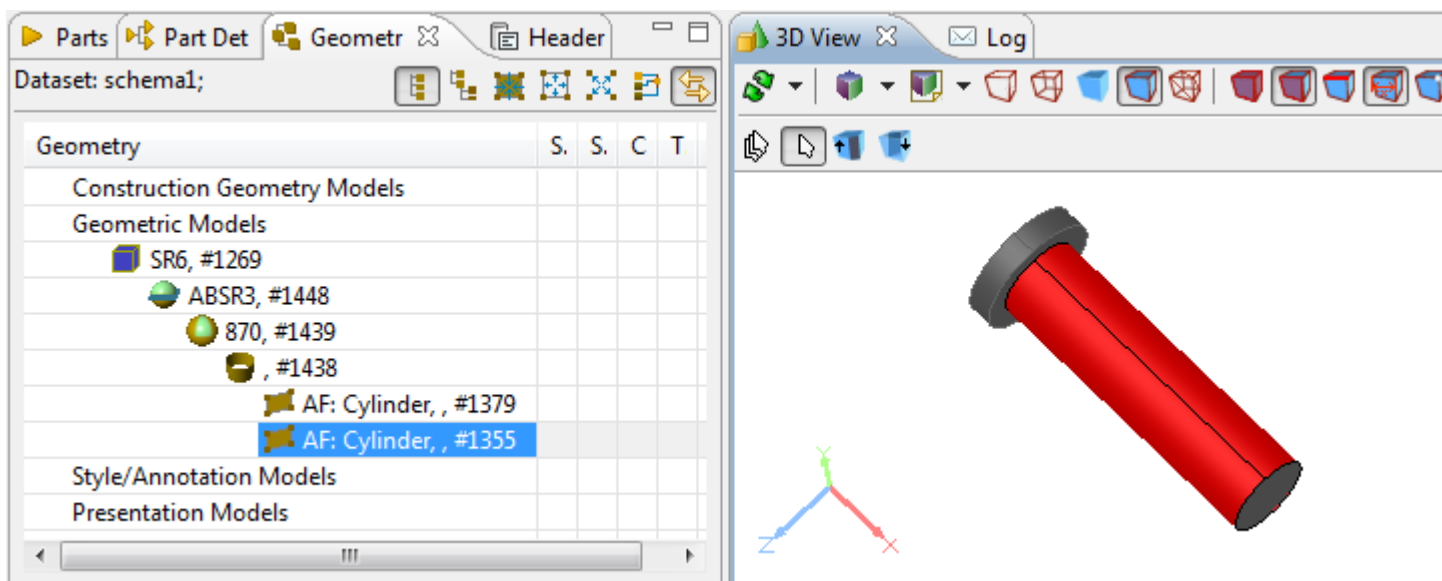 Parts Part Det Geometr Header
Dataset: schema1;
Geometry S. S. C T
Construction Geometry Models
Geometric Models
SR6, #1269
ABSR3, #1448
870, #1439
, #1438
AF: Cylinder, , #1379
AF: Cylinder, , #1355
Style/Annotation Models
Presentation Models
3D View Log
Y
Z
X